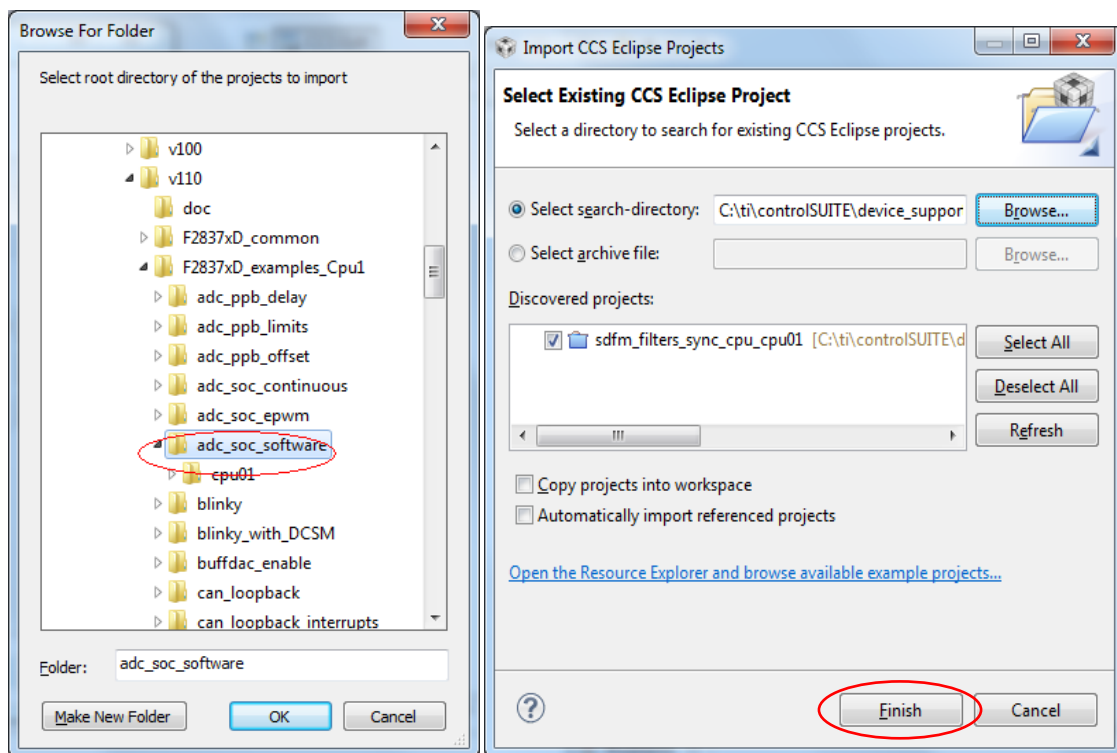 Browse For Folder
Select root directory of the projects to import
v100
v110
doc
F2837xD_common
F2837xD_examples_Cpu1
adc_ppb_delay
adc_ppb_limits
adc_ppb_offset
adc_soc_continuous
adc_soc_epwm
adc_soc_software
cpu01
blinky
blinky_with_DCSM
buffdac_enable
can_loopback
can_loopback_interrupts
Folder: adc_soc_software
Make New Folder OK Cancel
Import CCS Eclipse Projects
Select Existing CCS Eclipse Project
Select a directory to search for existing CCS Eclipse projects.
Select search-directory: C:\ti\controlSUITE\device_suppor Browse...
Select archive file: Browse...
Discovered projects:
sdfm_filters_sync_cpu_cpu01 [C:\ti\controlSUITE\d
Select All
Deselect All
Refresh
Copy projects into workspace
Automatically import referenced projects
Open the Resource Explorer and browse available example projects...
? Finish Cancel